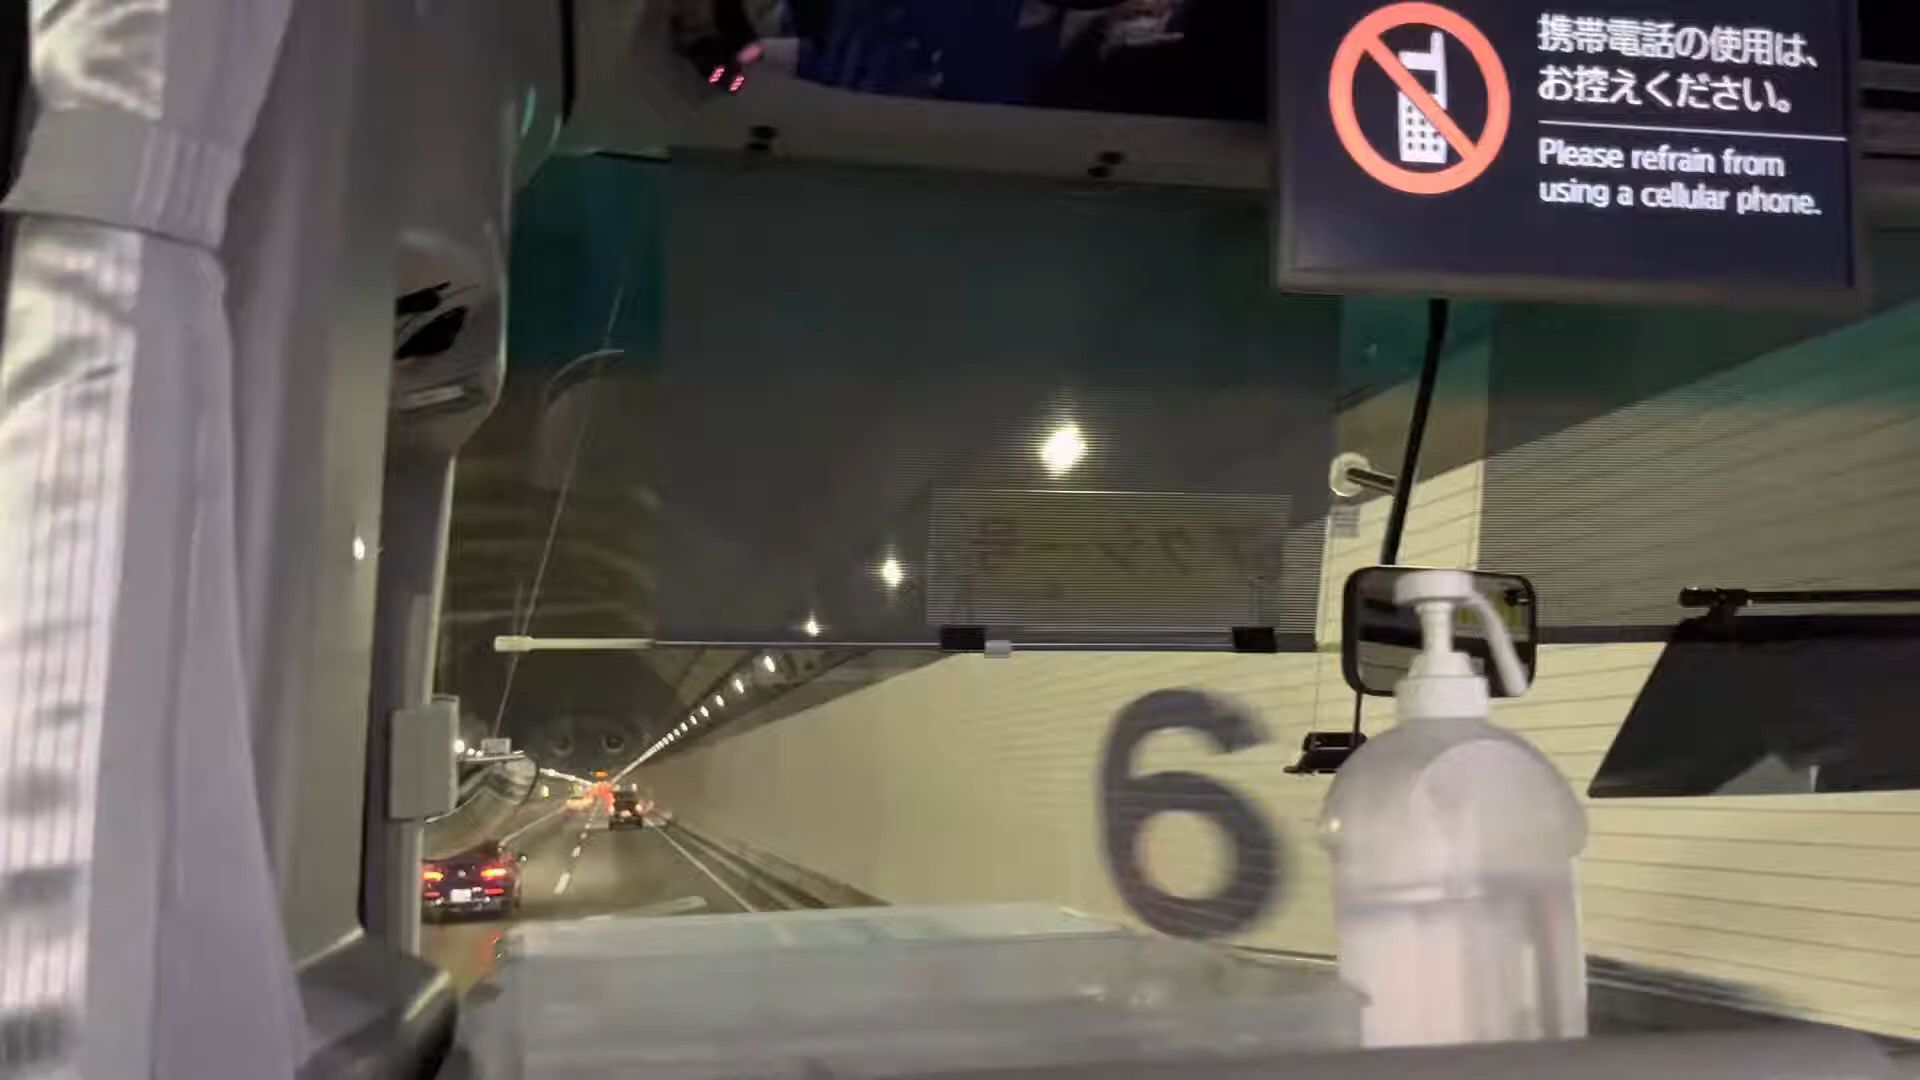 携帯電話の使用は、
お控えください。
Please refrain from
using a cellular phone.
6